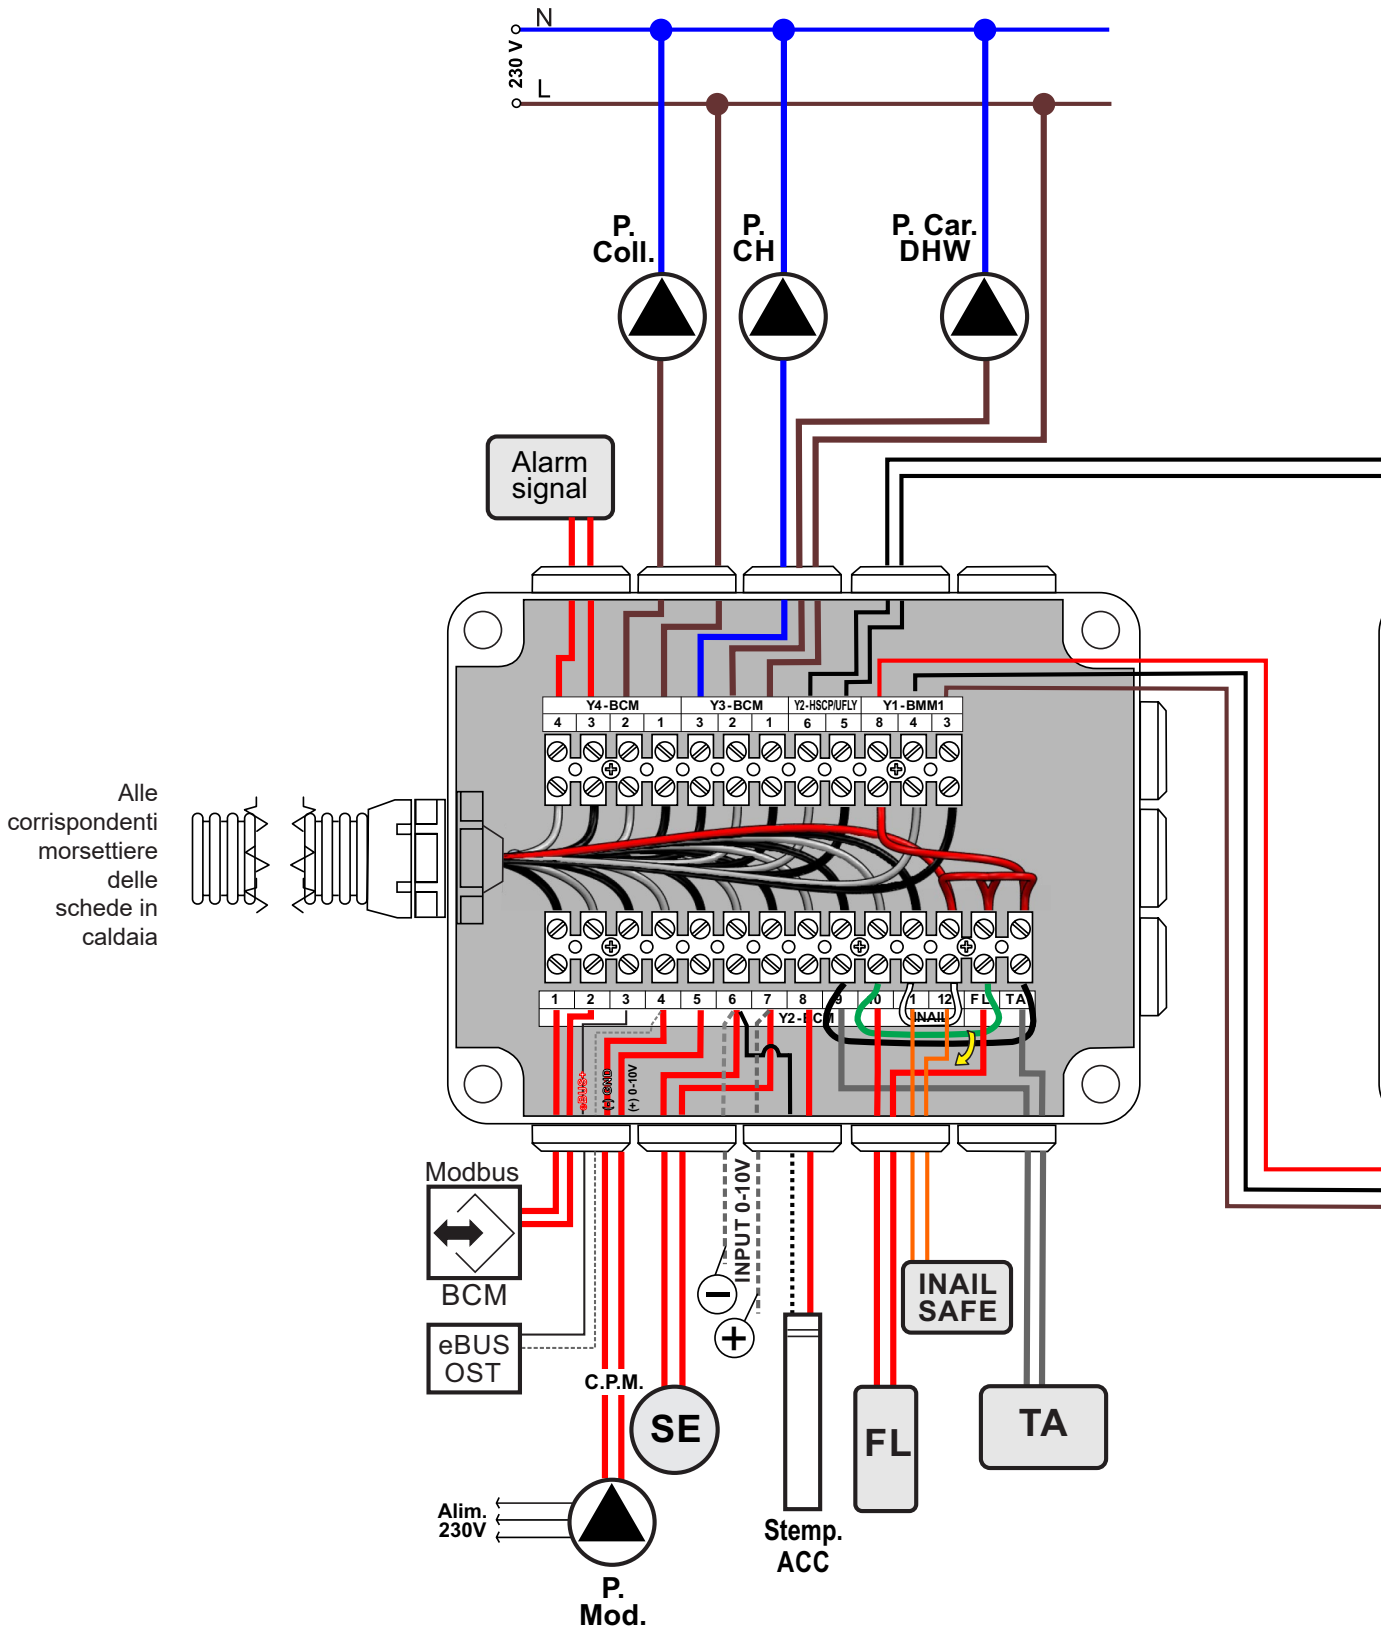 N
230 V
L
P.
Coll.
P.
CH
P. Car.
DHW
Alarm
signal
Y4-BCM
Y3-BCM
Y2-HSCP/UFLY
Y1-BMM1
4 3 2 1 3 2 1 6 5 8 4 3
Alle
corrispondenti
morsettiere
delle
schede in
caldaia
1 2 3 4 5 6 7 8 9 10 1 12 FL TA
Y2-BCM
INAIL
eBUS+
(-) GND
(+) 0-10V
Modbus
BCM
INPUT 0-10V
eBUS
OST
INAIL
SAFE
C.P.M.
SE
FL
TA
Alim.
230V
P.
Mod.
Stemp.
ACC